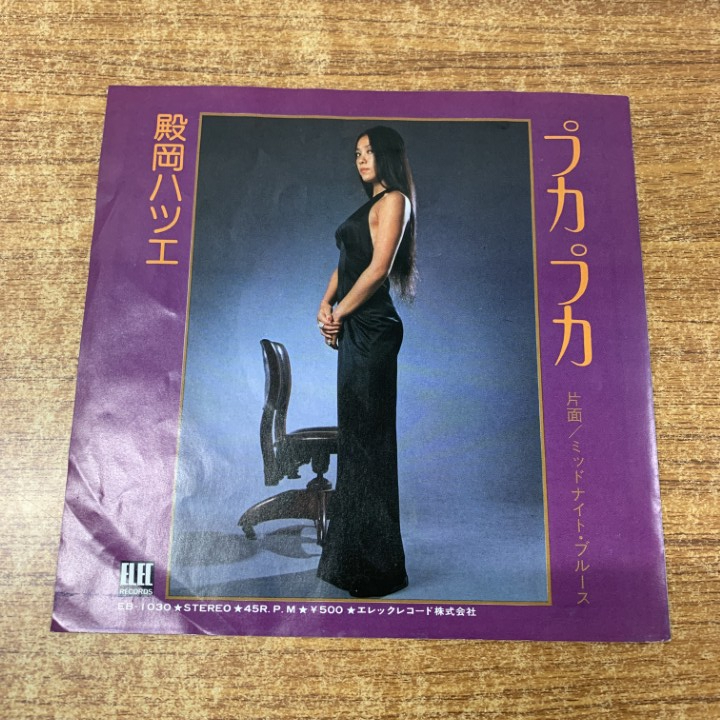 プカプカ
片面/ミッドナイト・ブルース
殿岡ハツエ
ELEC
RECORDS
EB-1030★STEREO★45R.P.M★¥500★エレックレコード株式会社